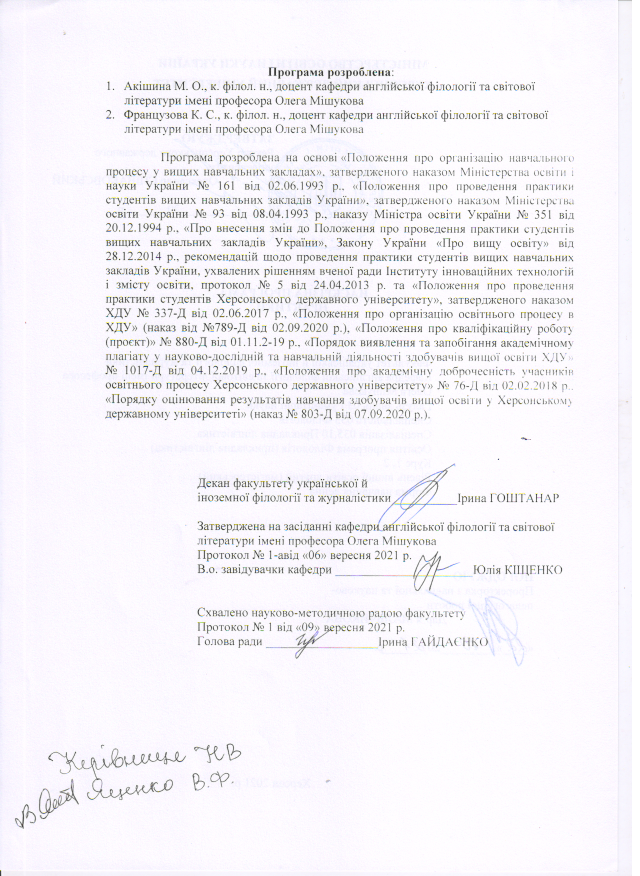 Програма розроблена:
1. Акішина М. О., к. філол. н., доцент кафедри англійської філології та світової
літератури імені професора Олега Мішукова
2. Французова К. С., к. філол. н., доцент кафедри англійської філології та світової
літератури імені професора Олега Мішукова
Програма розроблена на основі «Положення про організацію навчального
процесу у вищих навчальних закладах», затвердженого наказом Міністерства освіти і
науки України № 161 від 02.06.1993 р., «Положення про проведення практики
студентів вищих навчальних закладів України», затвердженого наказом Міністерства
освіти України № 93 від 08.04.1993 р., наказу Міністра освіти України № 351 від
20.12.1994 р., «Про внесення змін до Положення про проведення практики студентів
вищих навчальних закладів України», Закону України «Про вищу освіту» від
28.12.2014 р., рекомендацій щодо проведення практики студентів вищих навчальних
закладів України, ухвалених рішенням вченої ради Інституту інноваційних технологій
і змісту освіти, протокол № 5 від 24.04.2013 р. та «Положення про проведення
практики студентів Херсонського державного університету», затвердженого наказом
ХДУ № 337-Д від 02.06.2017 р., «Положення про організацію освітнього процесу в
ХДУ» (наказ від №789-Д від 02.09.2020 р.), «Положення про кваліфікаційну роботу
(проєкт)» № 880-Д від 01.11.2-19 р., «Порядок виявлення та запобігання академічному
плагіату у науково-дослідній та навчальній діяльності здобувачів вищої освіти ХДУ»
№ 1017-Д від 04.12.2019 р., «Положення про академічну доброчесність учасників
освітнього процесу Херсонського державного університету» № 76-Д від 02.02.2018 р.,
«Порядку оцінювання результатів навчання здобувачів вищої освіти у Херсонському
державному університеті» (наказ № 803-Д від 07.09.2020 р.).
Декан факультету української й
іноземної філології та журналістики ___________ Ірина ГОШТАНАР
Затверджена на засіданні кафедри англійської філології та світової
літератури імені професора Олега Мішукова
Протокол № 1-авід «06» вересня 2021 р.
В.о. завідувачки кафедри _______________________ Юлія КІЩЕНКО
Схвалено науково-методичною радою факультету
Протокол № 1 від «09» вересня 2021 р.
Голова ради ___________________Ірина ГАЙДАЄНКО
Керівниця НВ
Яценко В.Ф.